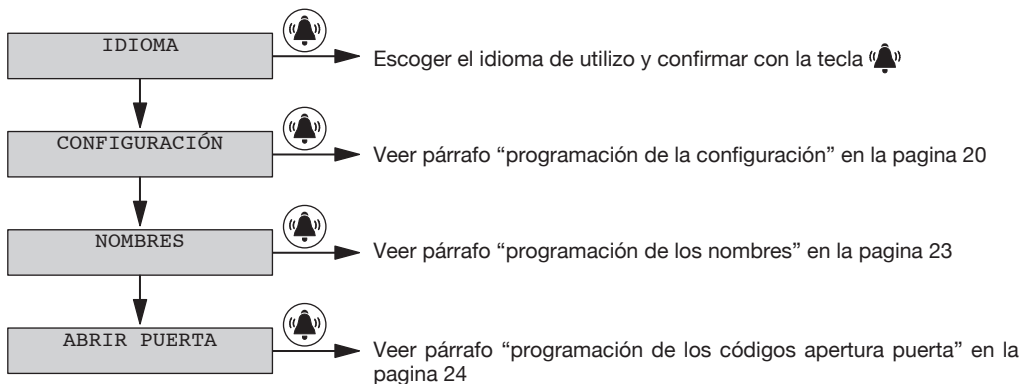 IDIOMA
Escoger el idioma de utilizo y confirmar con la tecla
CONFIGURACIÓN
Veer párrafo “programación de la configuración” en la pagina 20
NOMBRES
Veer párrafo “programación de los nombres” en la pagina 23
ABRIR PUERTA
Veer párrafo “programación de los códigos apertura puerta” en la
pagina 24